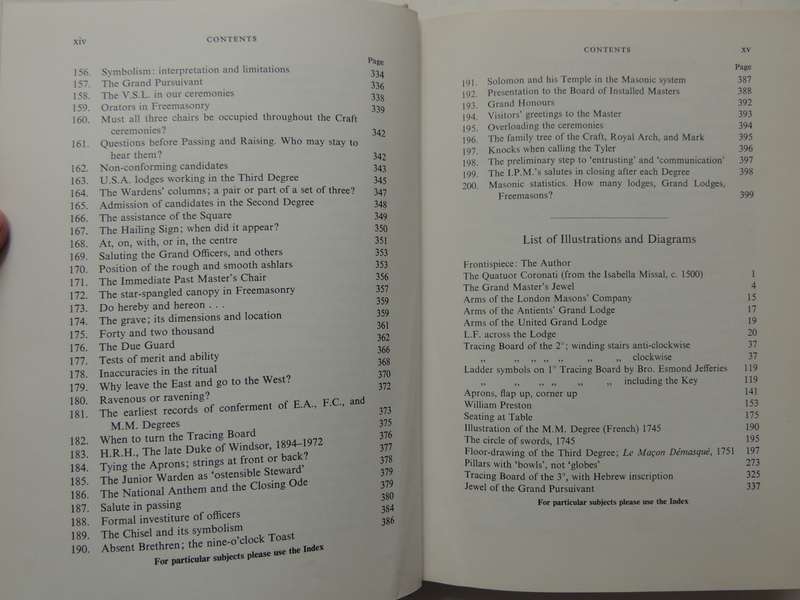 xiv
CONTENTS
Page
156. Symbolism: interpretation and limitations 334
157. The Grand Pursuivant 336
158. The V.S.L. in our ceremonies 338
159. Orators in Freemasonry 339
160. Must all three chairs be occupied throughout the Craft
ceremonies? 342
161. Questions before Passing and Raising. Who may stay to
hear them? 342
162. Non-conforming candidates 343
163. U.S.A. lodges working in the Third Degree 345
164. The Wardens' columns; a pair or part of a set of three? 347
165. Admission of candidates in the Second Degree 348
166. The assistance of the Square 349
167. The Hailing Sign; when did it appear? 350
168. At, on, with, or in, the centre 351
169. Saluting the Grand Officers, and others 353
170. Position of the rough and smooth ashlars 353
171. The Immediate Past Master's Chair 356
172. The star-spangled canopy in Freemasonry 357
173. Do hereby and hereon . . . 359
174. The grave; its dimensions and location 359
175. Forty and two thousand 361
176. The Due Guard 362
177. Tests of merit and ability 366
178. Inaccuracies in the ritual 368
179. Why leave the East and go to the West? 370
180. Ravenous or ravening? 372
181. The earliest records of conferment of E.A., F.C., and
M.M. Degrees 373
182. When to turn the Tracing Board 375
183. H.R.H., The late Duke of Windsor, 1894-1972 376
184. Tying the Aprons; strings at front or back? 377
185. The Junior Warden as 'ostensible Steward' 378
186. The National Anthem and the Closing Ode 379
187. Salute in passing 379
188. Formal investiture of officers 380
189. The Chisel and its symbolism 384
190. Absent Brethren; the nine-o'clock Toast 386
For particular subjects please use the Index
CONTENTS
xv
Page
191. Solomon and his Temple in the Masonic system 387
192. Presentation to the Board of Installed Masters 388
193. Grand Honours 392
194. Visitors' greetings to the Master 393
195. Overloading the ceremonies 394
196. The family tree of the Craft, Royal Arch, and Mark 395
197. Knocks when calling the Tyler 396
198. The preliminary step to 'entrusting' and 'communication' 397
199. The I.P.M.'s salutes in closing after each Degree 398
200. Masonic statistics. How many lodges, Grand Lodges,
Freemasons? 399
List of Illustrations and Diagrams
Frontispiece: The Author
The Quatuor Coronati (from the Isabella Missal, c. 1500) 1
The Grand Master's Jewel 4
Arms of the London Masons' Company 15
Arms of the Antients' Grand Lodge 17
Arms of the United Grand Lodge 19
L.F. across the Lodge 20
Tracing Board of the 2°; winding stairs anti-clockwise 37
,, ,, ,, ,, ,, ,, ,, clockwise 37
Ladder symbols on 1° Tracing Board by Bro. Esmond Jefferies 119
,, ,, ,, ,, ,, ,, including the Key 119
Aprons, flap up, corner up 141
William Preston 153
Seating at Table 175
Illustration of the M.M. Degree (French) 1745 190
The circle of swords, 1745 195
Floor-drawing of the Third Degree; Le Maçon Démasqué, 1751 197
Pillars with 'bowls', not 'globes' 273
Tracing Board of the 3°, with Hebrew inscription 325
Jewel of the Grand Pursuivant 337
For particular subjects please use the Index